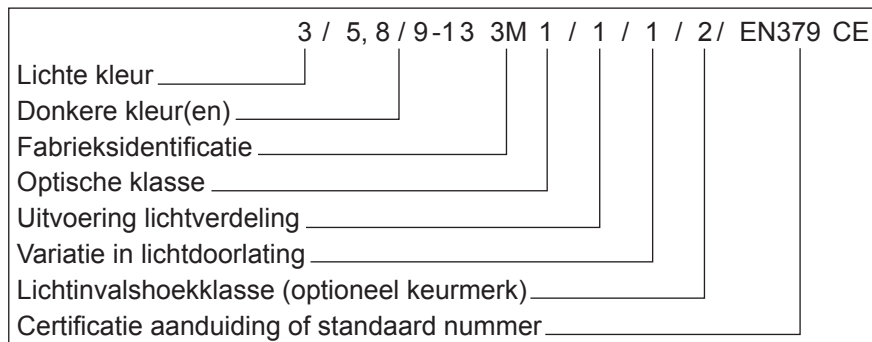 3 / 5, 8 / 9-13 3M 1 / 1 / 1 / 2/ EN379 CE
Lichte kleur
Donkere kleur(en)
Fabrieksidentificatie
Optische klasse
Uitvoering lichtverdeling
Variatie in lichtdoorlating
Lichtinvalshoekklasse (optioneel keurmerk)
Certificatie aanduiding of standaard nummer